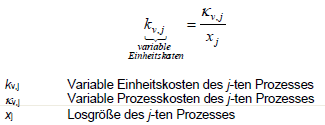 k_{v,j} = κ_{v,j} / x_j
variable
Einheitskosten
k_{v,j} Variable Einheitskosten des j-ten Prozesses
κ_{v,j} Variable Prozesskosten des j-ten Prozesses
x_j Losgröße des j-ten Prozesses